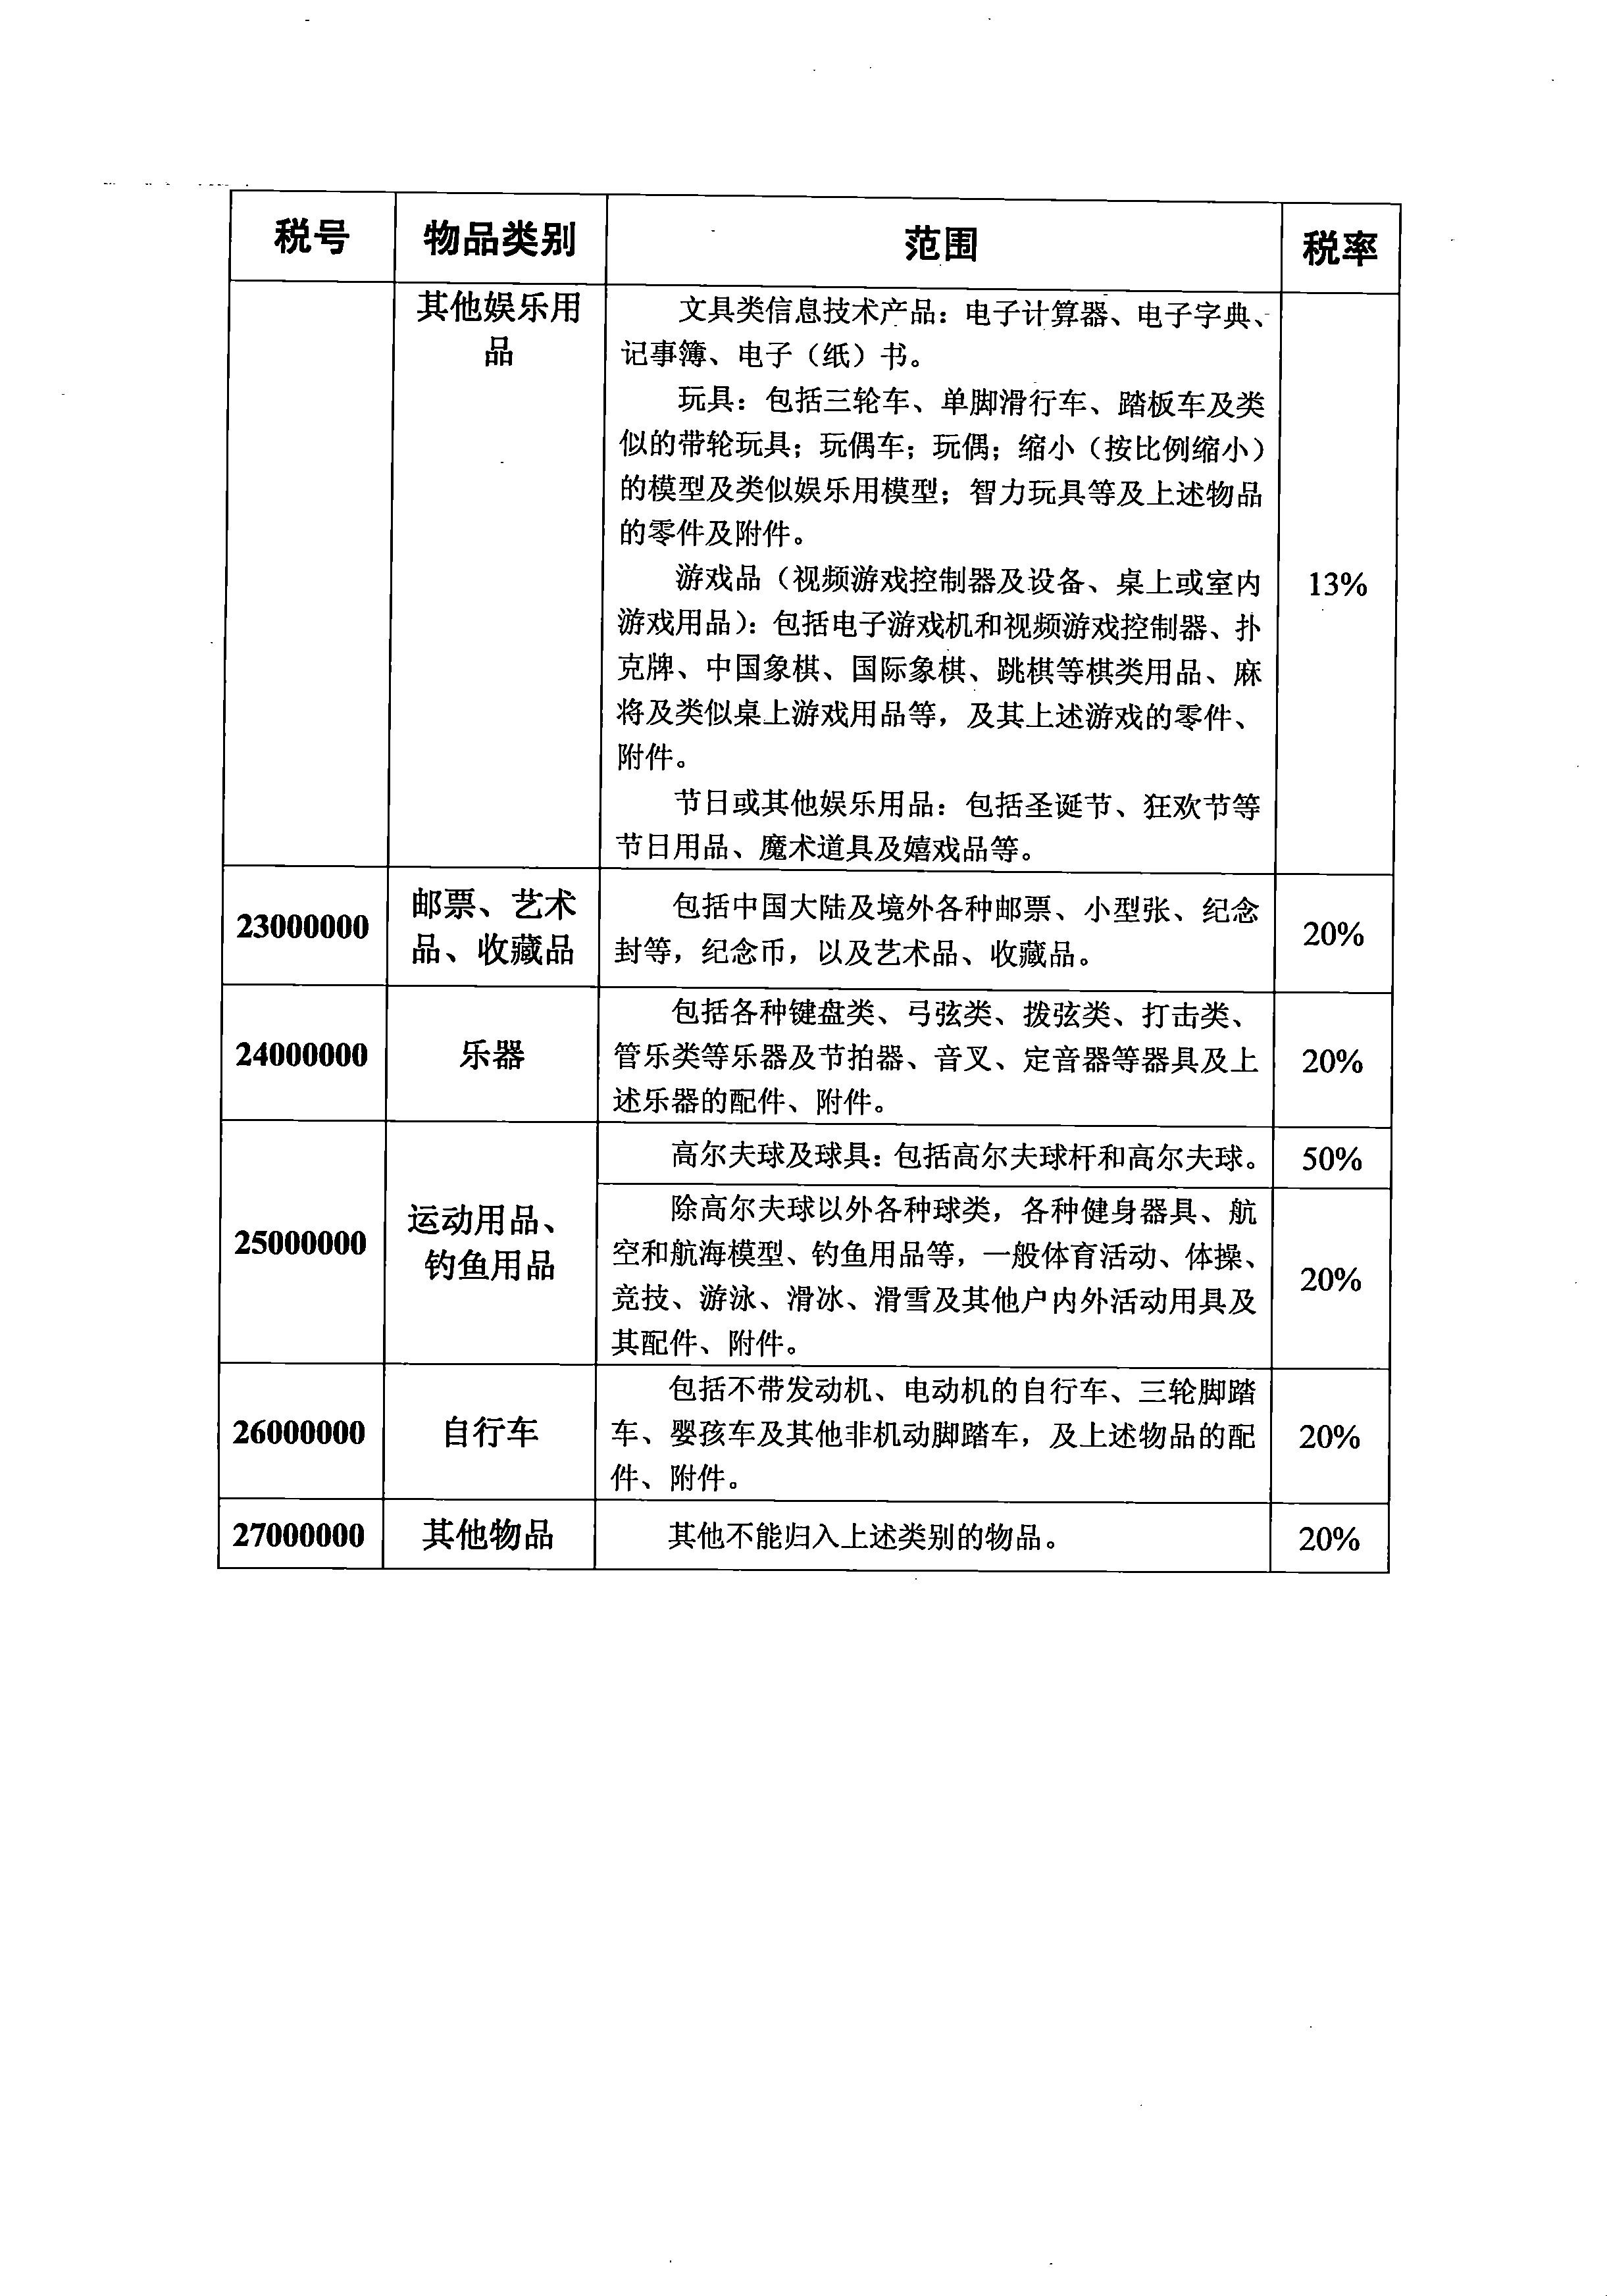 税号 物品类别 范围 税率
其他娱乐用
品
文具类信息技术产品：电子计算器、电子字典、
记事簿、电子（纸）书。
玩具：包括三轮车、单脚滑行车、踏板车及类
似的带轮玩具；玩偶车；玩偶；缩小（按比例缩小）
的模型及类似娱乐用模型；智力玩具等及上述物品
的零件及附件。
游戏品（视频游戏控制器及设备、桌上或室内
游戏用品）：包括电子游戏机和视频游戏控制器、扑
克牌、中国象棋、国际象棋、跳棋等棋类用品、麻
将及类似桌上游戏用品等，及其上述游戏的零件、
附件。
节日或其他娱乐用品：包括圣诞节、狂欢节等
节日用品、魔术道具及嬉戏品等。
13%
23000000
邮票、艺术
品、收藏品
包括中国大陆及境外各种邮票、小型张、纪念
封等，纪念币，以及艺术品、收藏品。
20%
24000000
乐器
包括各种键盘类、弓弦类、拨弦类、打击类、
管乐类等乐器及节拍器、音叉、定音器等器具及上
述乐器的配件、附件。
20%
25000000
运动用品、
钓鱼用品
高尔夫球及球具：包括高尔夫球杆和高尔夫球。
50%
除高尔夫球以外各种球类，各种健身器具、航
空和航海模型、钓鱼用品等，一般体育活动、体操、
竞技、游泳、滑冰、滑雪及其他户内外活动用具及
其配件、附件。
20%
26000000
自行车
包括不带发动机、电动机的自行车、三轮脚踏
车、婴孩车及其他非机动脚踏车，及上述物品的配
件、附件。
20%
27000000
其他物品
其他不能归入上述类别的物品。
20%